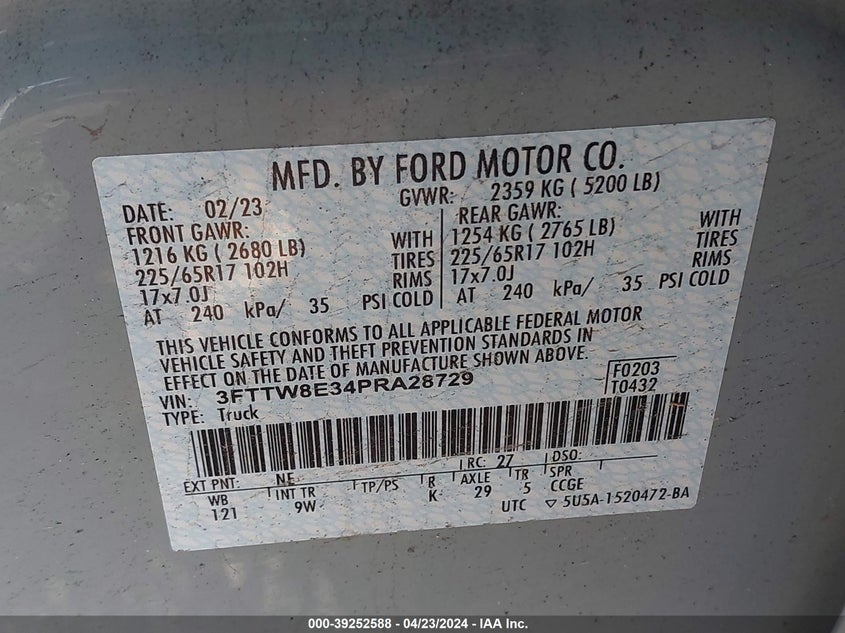 MFD. BY FORD MOTOR CO.
DATE: 02/23 GVWR: 2359 KG ( 5200 LB)
FRONT GAWR:
1216 KG ( 2680 LB) WITH
225/65R17 102H TIRES
17x7.0J RIMS
AT 240 kPa/ 35 PSI COLD
REAR GAWR:
1254 KG ( 2765 LB) WITH
225/65R17 102H TIRES
17x7.0J RIMS
AT 240 kPa/ 35 PSI COLD
THIS VEHICLE CONFORMS TO ALL APPLICABLE FEDERAL MOTOR
VEHICLE SAFETY AND THEFT PREVENTION STANDARDS IN
EFFECT ON THE DATE OF MANUFACTURE SHOWN ABOVE.
VIN: 3FTTW8E34PRA28729
TYPE: Truck
F0203
T0432
EXT PNT: NE RC: 27 DSO:
WB INT TR TP/PS R AXLE TR SPR
121 9W K 29 5 CCGE
UTC ▽ 5U5A-1520472-BA
000-39252588 - 04/23/2024 - IAA Inc.